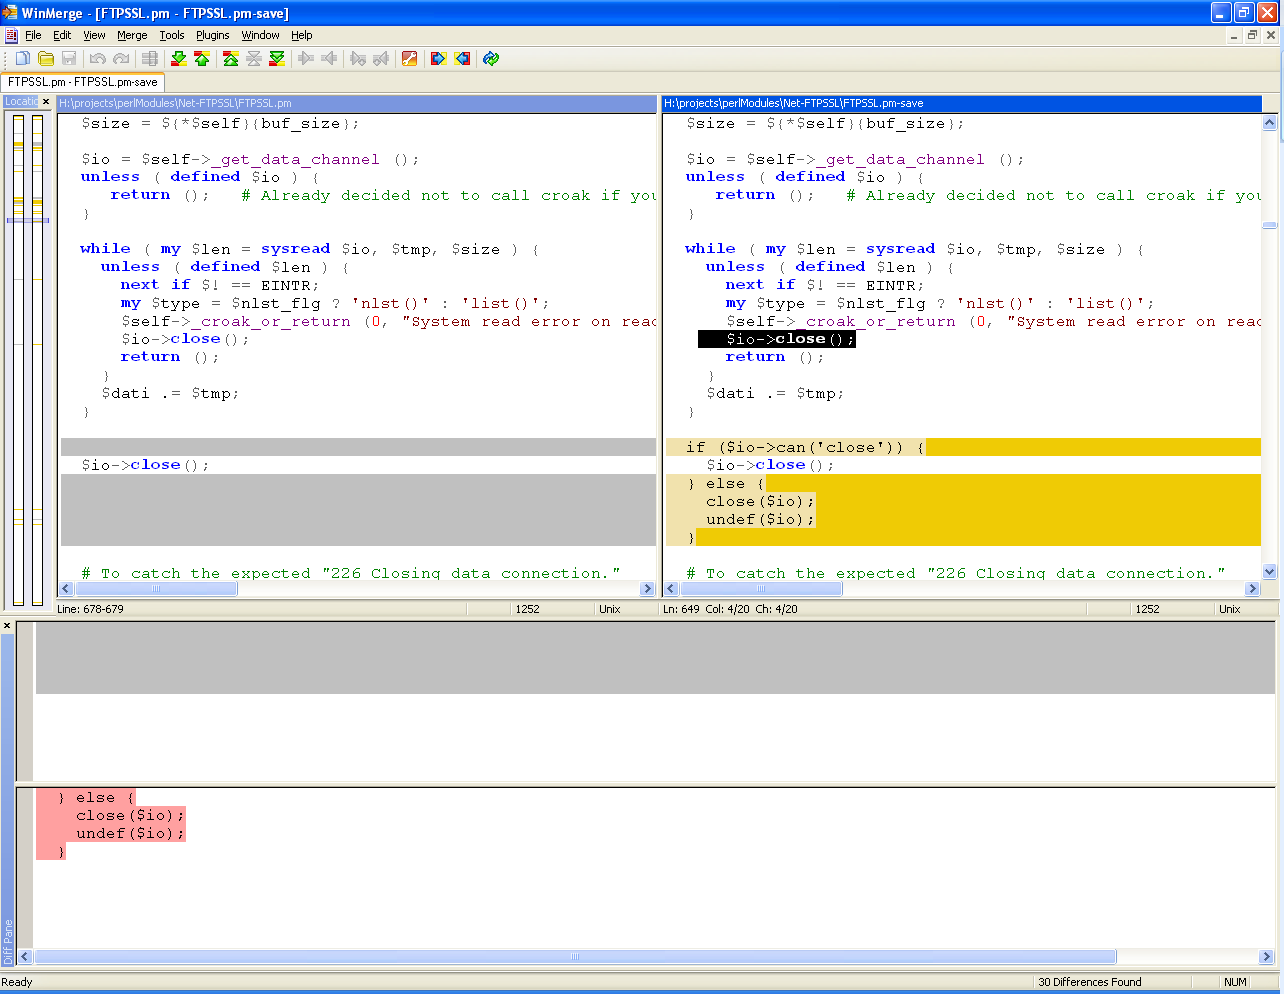 WinMerge - [FTPSSL.pm - FTPSSL.pm-save]
File Edit View Merge Tools Plugins Window Help
FTPSSL.pm - FTPSSL.pm-save
H:\projects\perlModules\Net-FTPSSL\FTPSSL.pm
$size = ${*$self}{buf_size};
$io = $self->_get_data_channel ();
unless ( defined $io ) {
return ();   # Already decided not to call croak if you
}
while ( my $len = sysread $io, $tmp, $size ) {
unless ( defined $len ) {
next if $! == EINTR;
my $type = $nlst_flg ? 'nlst()' : 'list()';
$self->_croak_or_return (0, "System read error on read
$io->close();
return ();
}
$dati .= $tmp;
}
$io->close();
# To catch the expected "226 Closing data connection."
Line: 678-679 1252 Unix
H:\projects\perlModules\Net-FTPSSL\FTPSSL.pm-save
$size = ${*$self}{buf_size};
$io = $self->_get_data_channel ();
unless ( defined $io ) {
return ();   # Already decided not to call croak if you
}
while ( my $len = sysread $io, $tmp, $size ) {
unless ( defined $len ) {
next if $! == EINTR;
my $type = $nlst_flg ? 'nlst()' : 'list()';
$self->_croak_or_return (0, "System read error on read
$io->close();
return ();
}
$dati .= $tmp;
}
if ($io->can('close')) {
$io->close();
} else {
close($io);
undef($io);
}
# To catch the expected "226 Closing data connection."
Ln: 649 Col: 4/20 Ch: 4/20 1252 Unix
} else {
close($io);
undef($io);
}
Diff Pane
Ready 30 Differences Found NUM